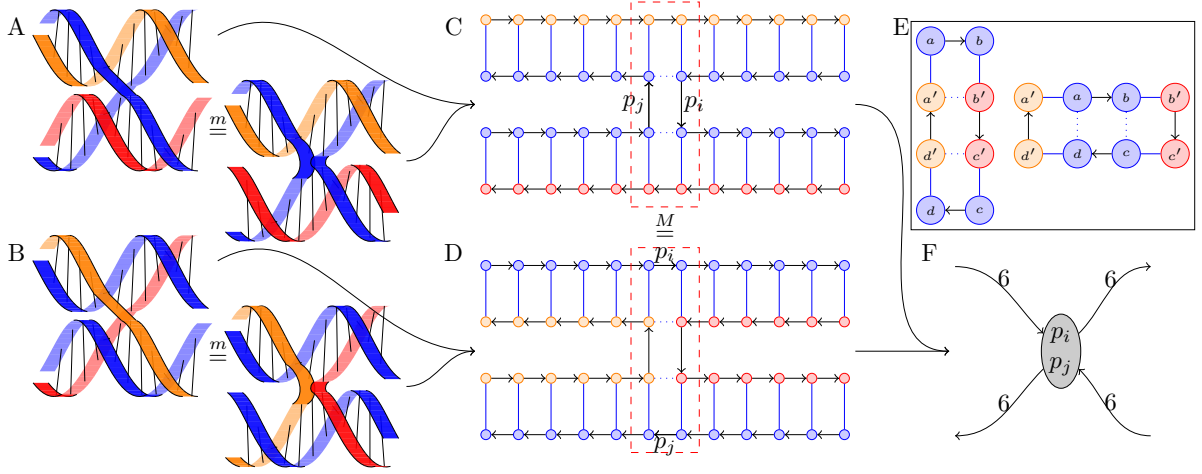 A
m
=
B
m
=
C
p_j
p_i
M
=
D
p_i
p_j
E
a b
a' b'
d' c'
d c
a' a b b'
d' d c c'
F
6 6
p_i
p_j
6 6